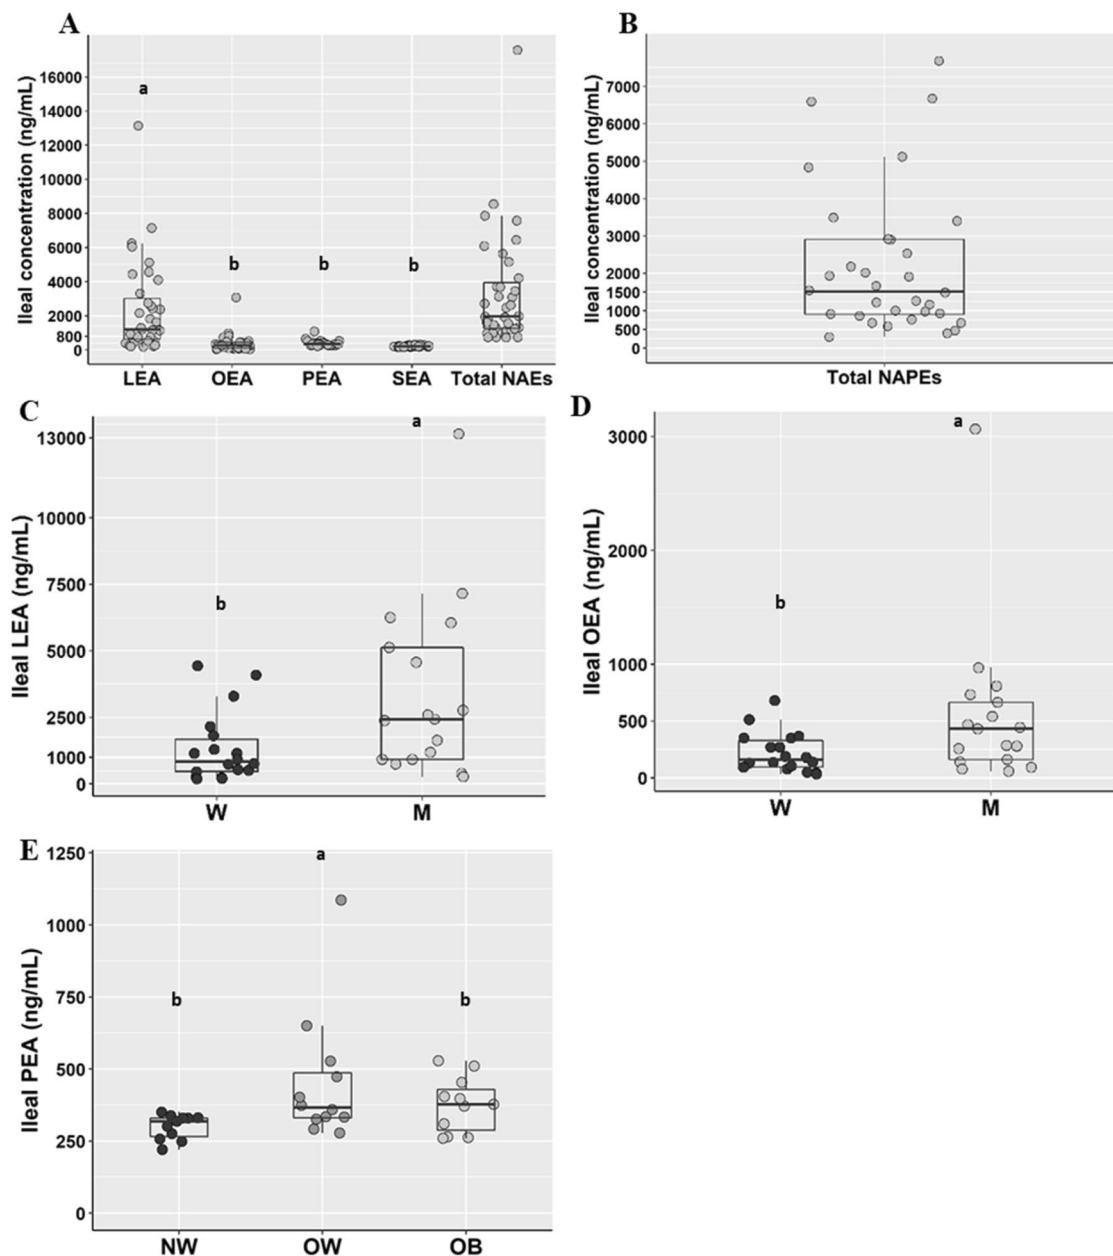 A
Ileal concentration (ng/mL)
16000
14000
12000
10000
8000
6000
4000
2000
800
0
a
b
b
b
LEA OEA PEA SEA Total NAEs
B
Ileal concentration (ng/mL)
7000
6000
5000
4000
3000
2000
1500
1000
500
0
Total NAPEs
C
Ileal LEA (ng/mL)
13000
10000
7500
5000
2500
1000
0
b
a
W M
D
Ileal OEA (ng/mL)
3000
2000
1000
500
0
b
a
W M
E
Ileal PEA (ng/mL)
1250
1000
750
500
250
0
b
a
b
NW OW OB